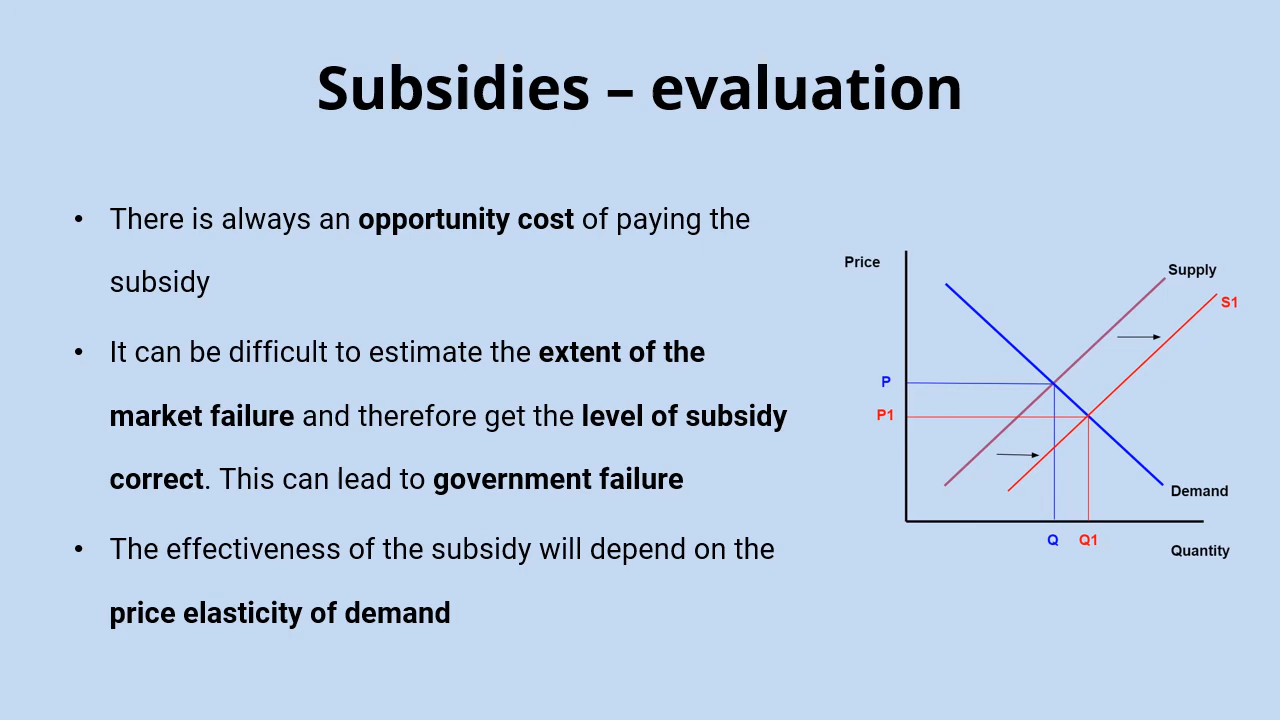 Subsidies – evaluation
• There is always an opportunity cost of paying the
subsidy
• It can be difficult to estimate the extent of the
market failure and therefore get the level of subsidy
correct. This can lead to government failure
• The effectiveness of the subsidy will depend on the
price elasticity of demand
Price
Supply
S1
P
P1
Demand
Q Q1
Quantity